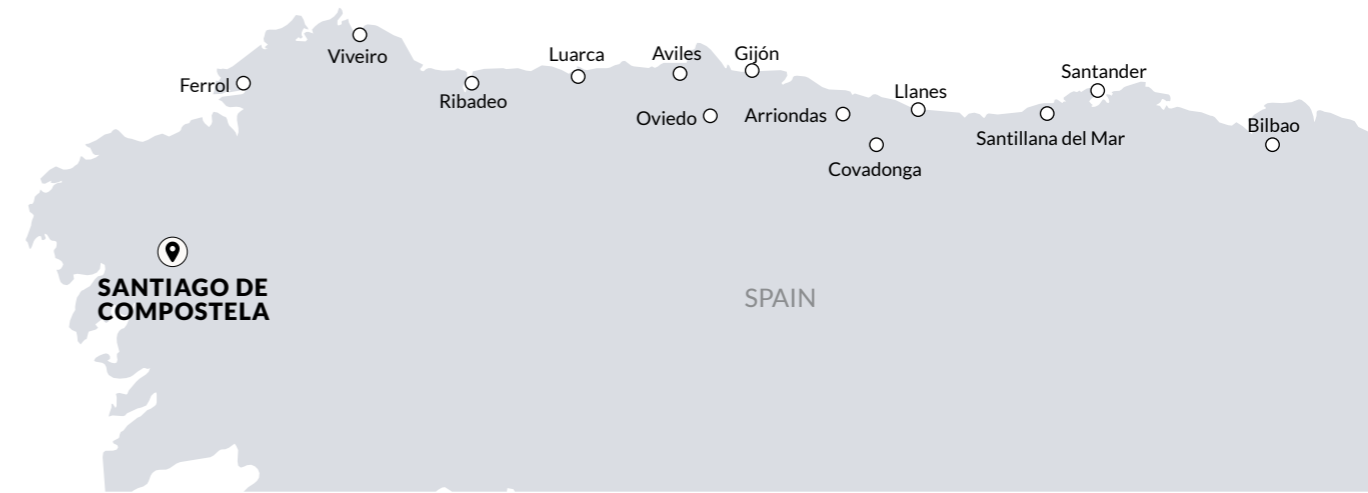 Viveiro
Ferrol
Ribadeo
Luarca
Aviles
Gijón
Oviedo
Arriondas
Llanes
Covadonga
Santander
Santillana del Mar
Bilbao
SANTIAGO DE
COMPOSTELA
SPAIN